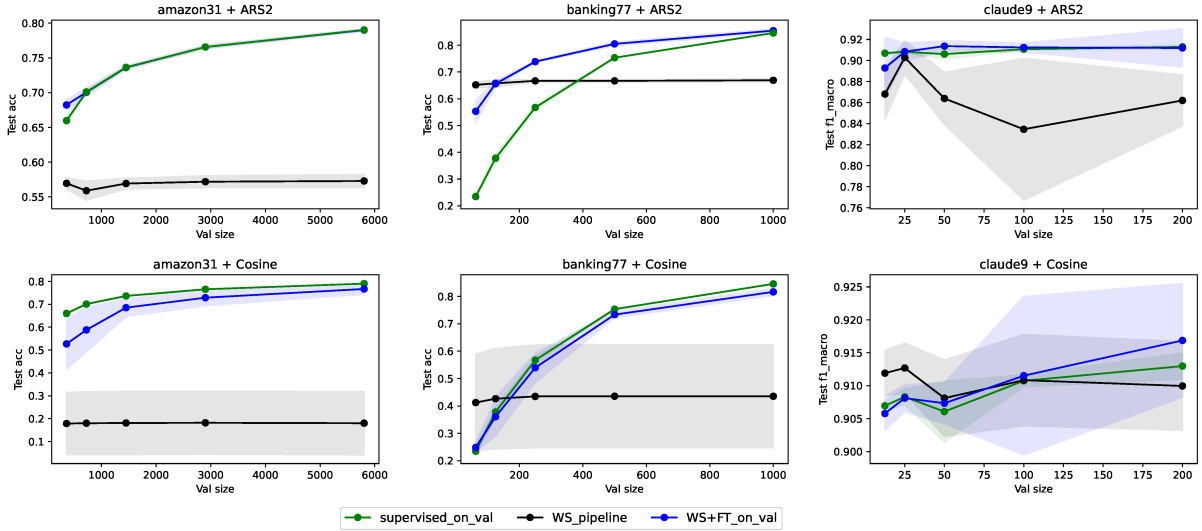 amazon31 + ARS2
Test acc
0.80
0.75
0.70
0.65
0.60
0.55
1000 2000 3000 4000 5000 6000
Val size
banking77 + ARS2
Test acc
0.8
0.7
0.6
0.5
0.4
0.3
0.2
200 400 600 800 1000
Val size
claude9 + ARS2
Test f1_macro
0.92
0.90
0.88
0.86
0.84
0.82
0.80
0.78
0.76
25 50 75 100 125 150 175 200
Val size
amazon31 + Cosine
Test acc
0.8
0.7
0.6
0.5
0.4
0.3
0.2
0.1
1000 2000 3000 4000 5000 6000
Val size
banking77 + Cosine
Test acc
0.8
0.7
0.6
0.5
0.4
0.3
0.2
200 400 600 800 1000
Val size
claude9 + Cosine
Test f1_macro
0.925
0.920
0.915
0.910
0.905
0.900
25 50 75 100 125 150 175 200
Val size
supervised_on_val WS_pipeline WS+FT_on_val